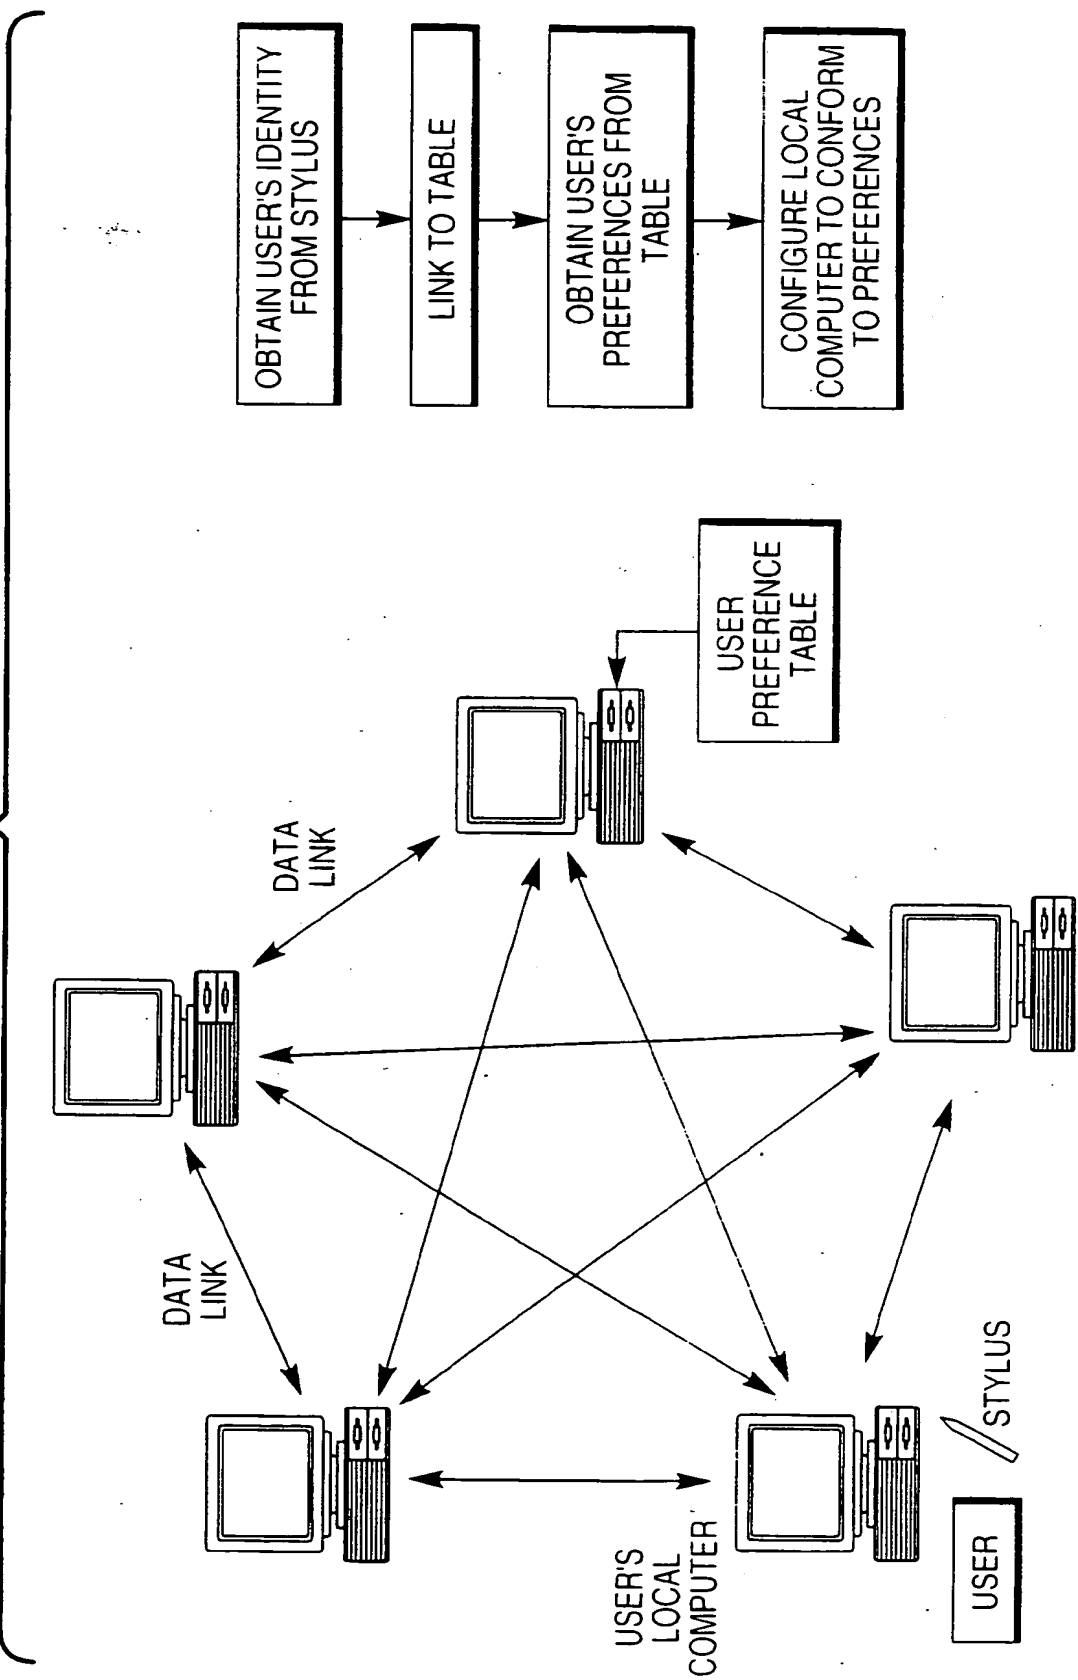 OBTAIN USER'S IDENTITY
FROM STYLUS
LINK TO TABLE
OBTAIN USER'S
PREFERENCES FROM
TABLE
CONFIGURE LOCAL
COMPUTER TO CONFORM
TO PREFERENCES
USER
PREFERENCE
TABLE
DATA
LINK
DATA
LINK
USER'S
LOCAL
COMPUTER
STYLUS
USER